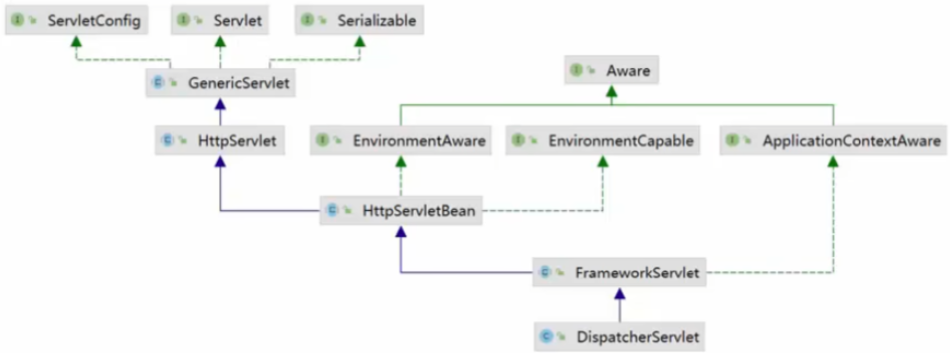 ServletConfig Servlet Serializable
Aware
GenericServlet
HttpServlet EnvironmentAware EnvironmentCapable ApplicationContextAware
HttpServletBean
FrameworkServlet
DispatcherServlet